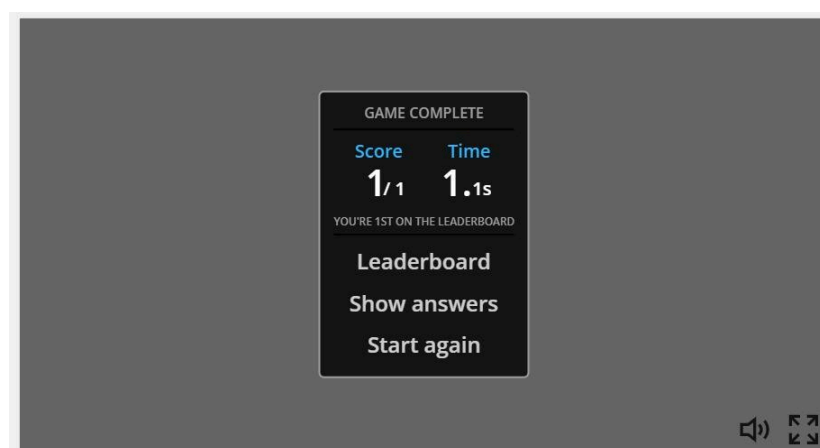 GAME COMPLETE
Score Time
1/ 1 1.1s
YOU'RE 1ST ON THE LEADERBOARD
Leaderboard
Show answers
Start again